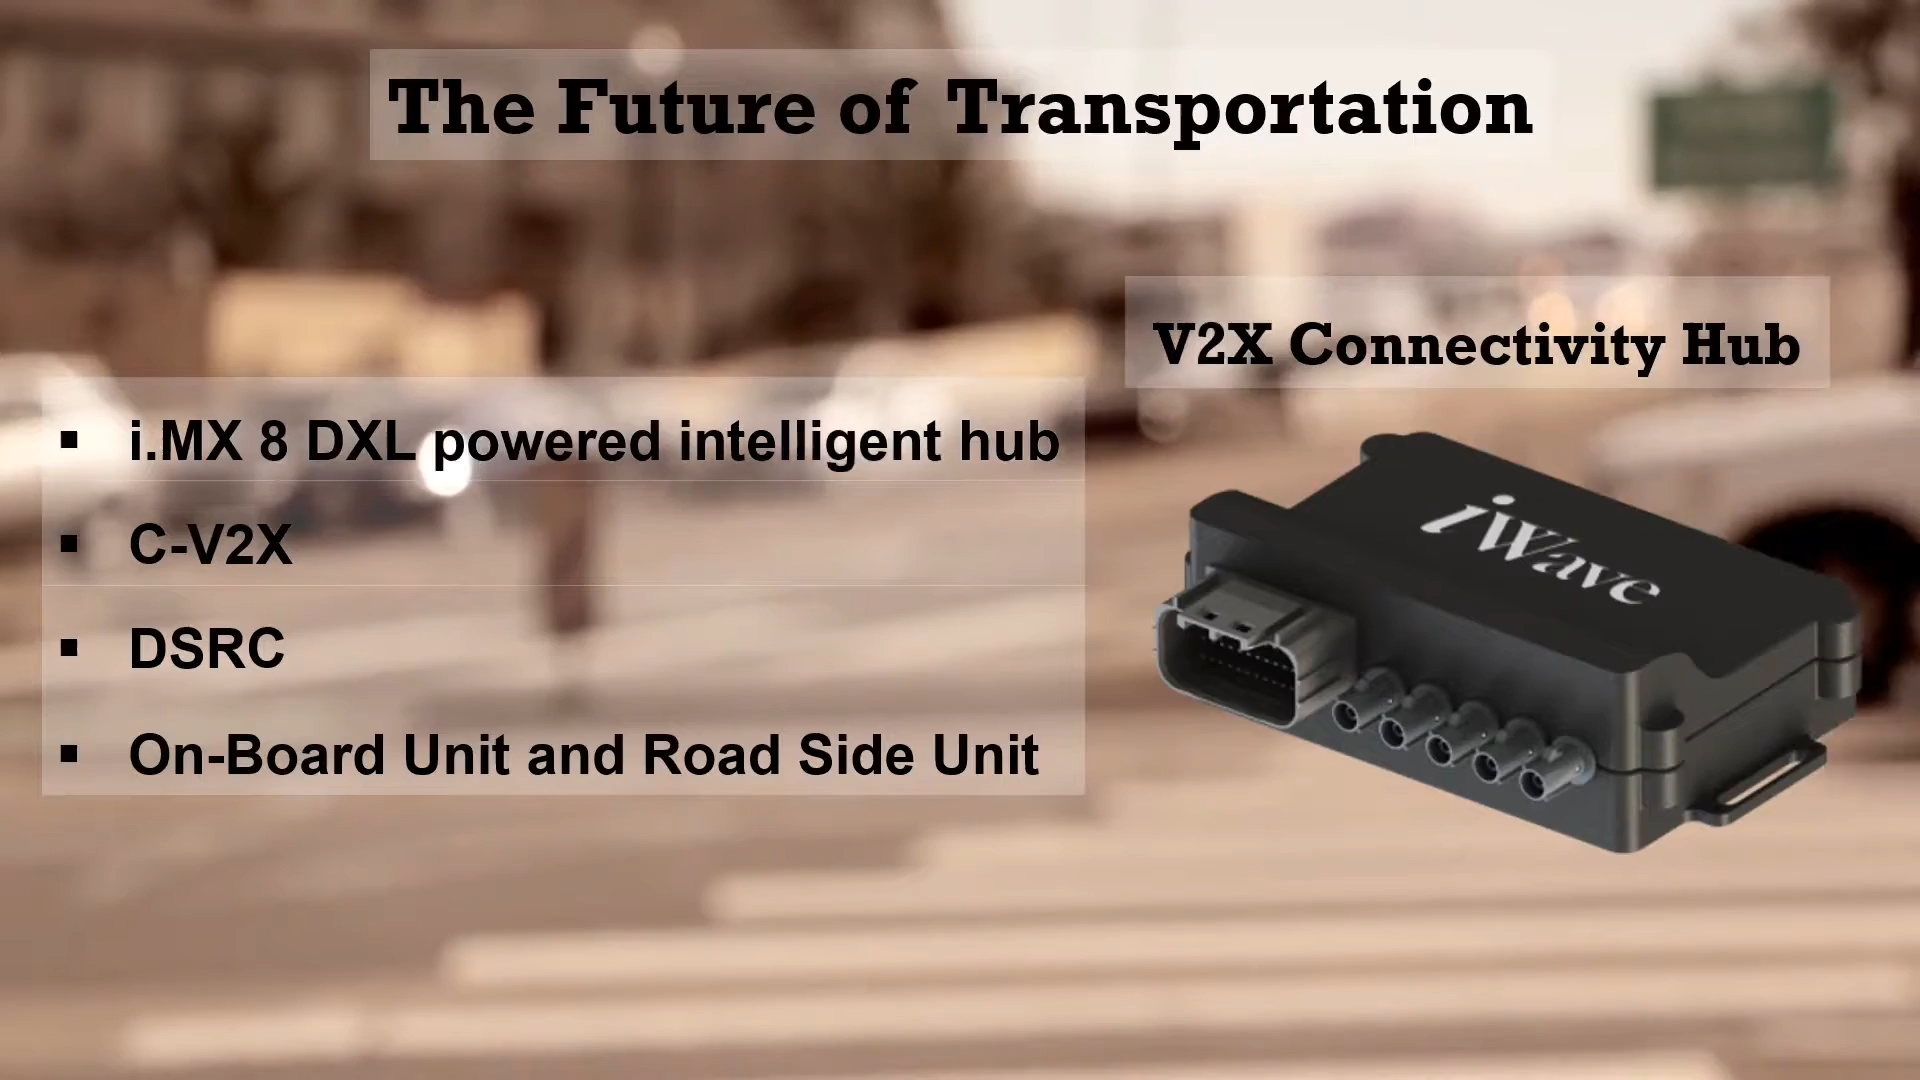 The Future of Transportation
V2X Connectivity Hub
▪ i.MX 8 DXL powered intelligent hub
▪ C-V2X
▪ DSRC
▪ On-Board Unit and Road Side Unit
iWave